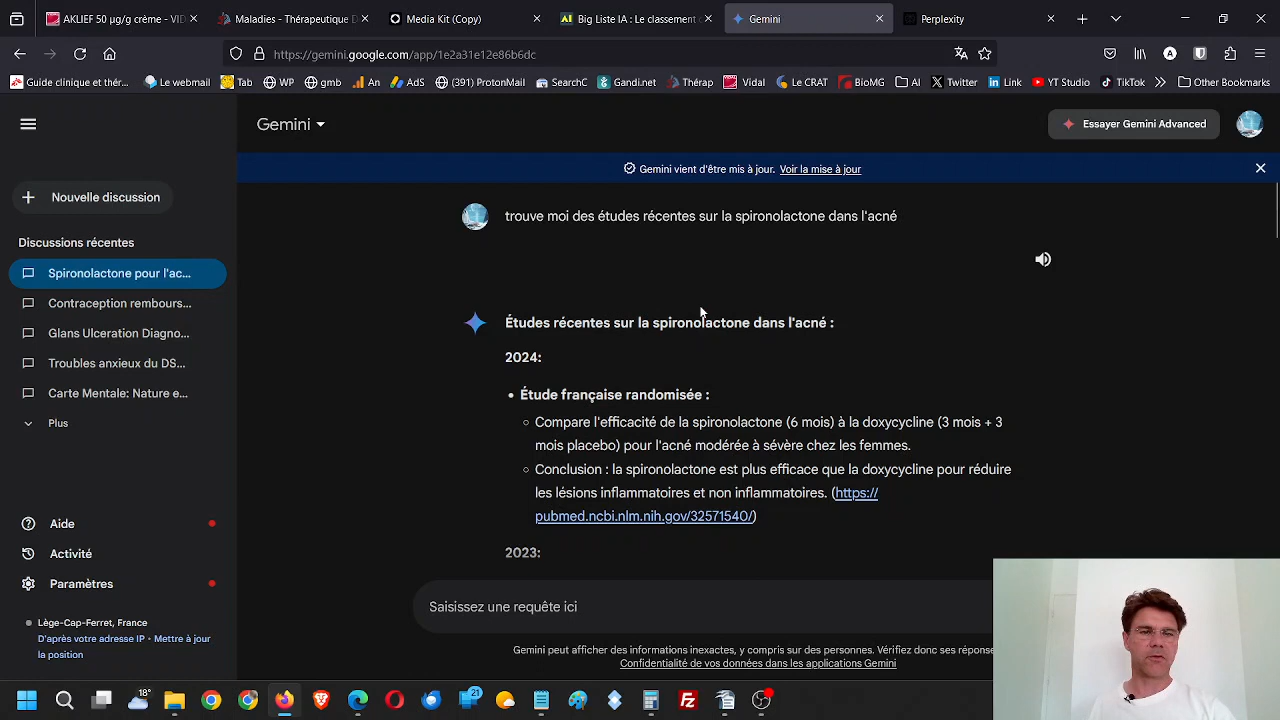 AKLIEF 50 µg/g crème - VID
Maladies - Thérapeutique D
Media Kit (Copy)
Big Liste IA : Le classement c
Gemini
Perplexity
https://gemini.google.com/app/1e2a31e12e86b6dc
Guide clinique et thér...
Le webmail
Tab
WP
gmb
An
AdS
(391) ProtonMail
SearchC
Gandi.net
Thérap
Vidal
Le CRAT
BioMG
AI
Twitter
Link
YT Studio
TikTok
Other Bookmarks
Gemini
Essayer Gemini Advanced
Gemini vient d'être mis à jour. Voir la mise à jour
Nouvelle discussion
Discussions récentes
Spironolactone pour l'ac...
Contraception rembours...
Glans Ulceration Diagno...
Troubles anxieux du DS...
Carte Mentale: Nature e...
Plus
Aide
Activité
Paramètres
Lège-Cap-Ferret, France
D'après votre adresse IP • Mettre à jour
la position
trouve moi des études récentes sur la spironolactone dans l'acné
Études récentes sur la spironolactone dans l'acné :
2024:
Étude française randomisée :
Compare l'efficacité de la spironolactone (6 mois) à la doxycycline (3 mois + 3
mois placebo) pour l'acné modérée à sévère chez les femmes.
Conclusion : la spironolactone est plus efficace que la doxycycline pour réduire
les lésions inflammatoires et non inflammatoires. (https://
pubmed.ncbi.nlm.nih.gov/32571540/)
2023:
Saisissez une requête ici
Gemini peut afficher des informations inexactes, y compris sur des personnes. Vérifiez donc ses réponse
Confidentialité de vos données dans les applications Gemini
18°
21